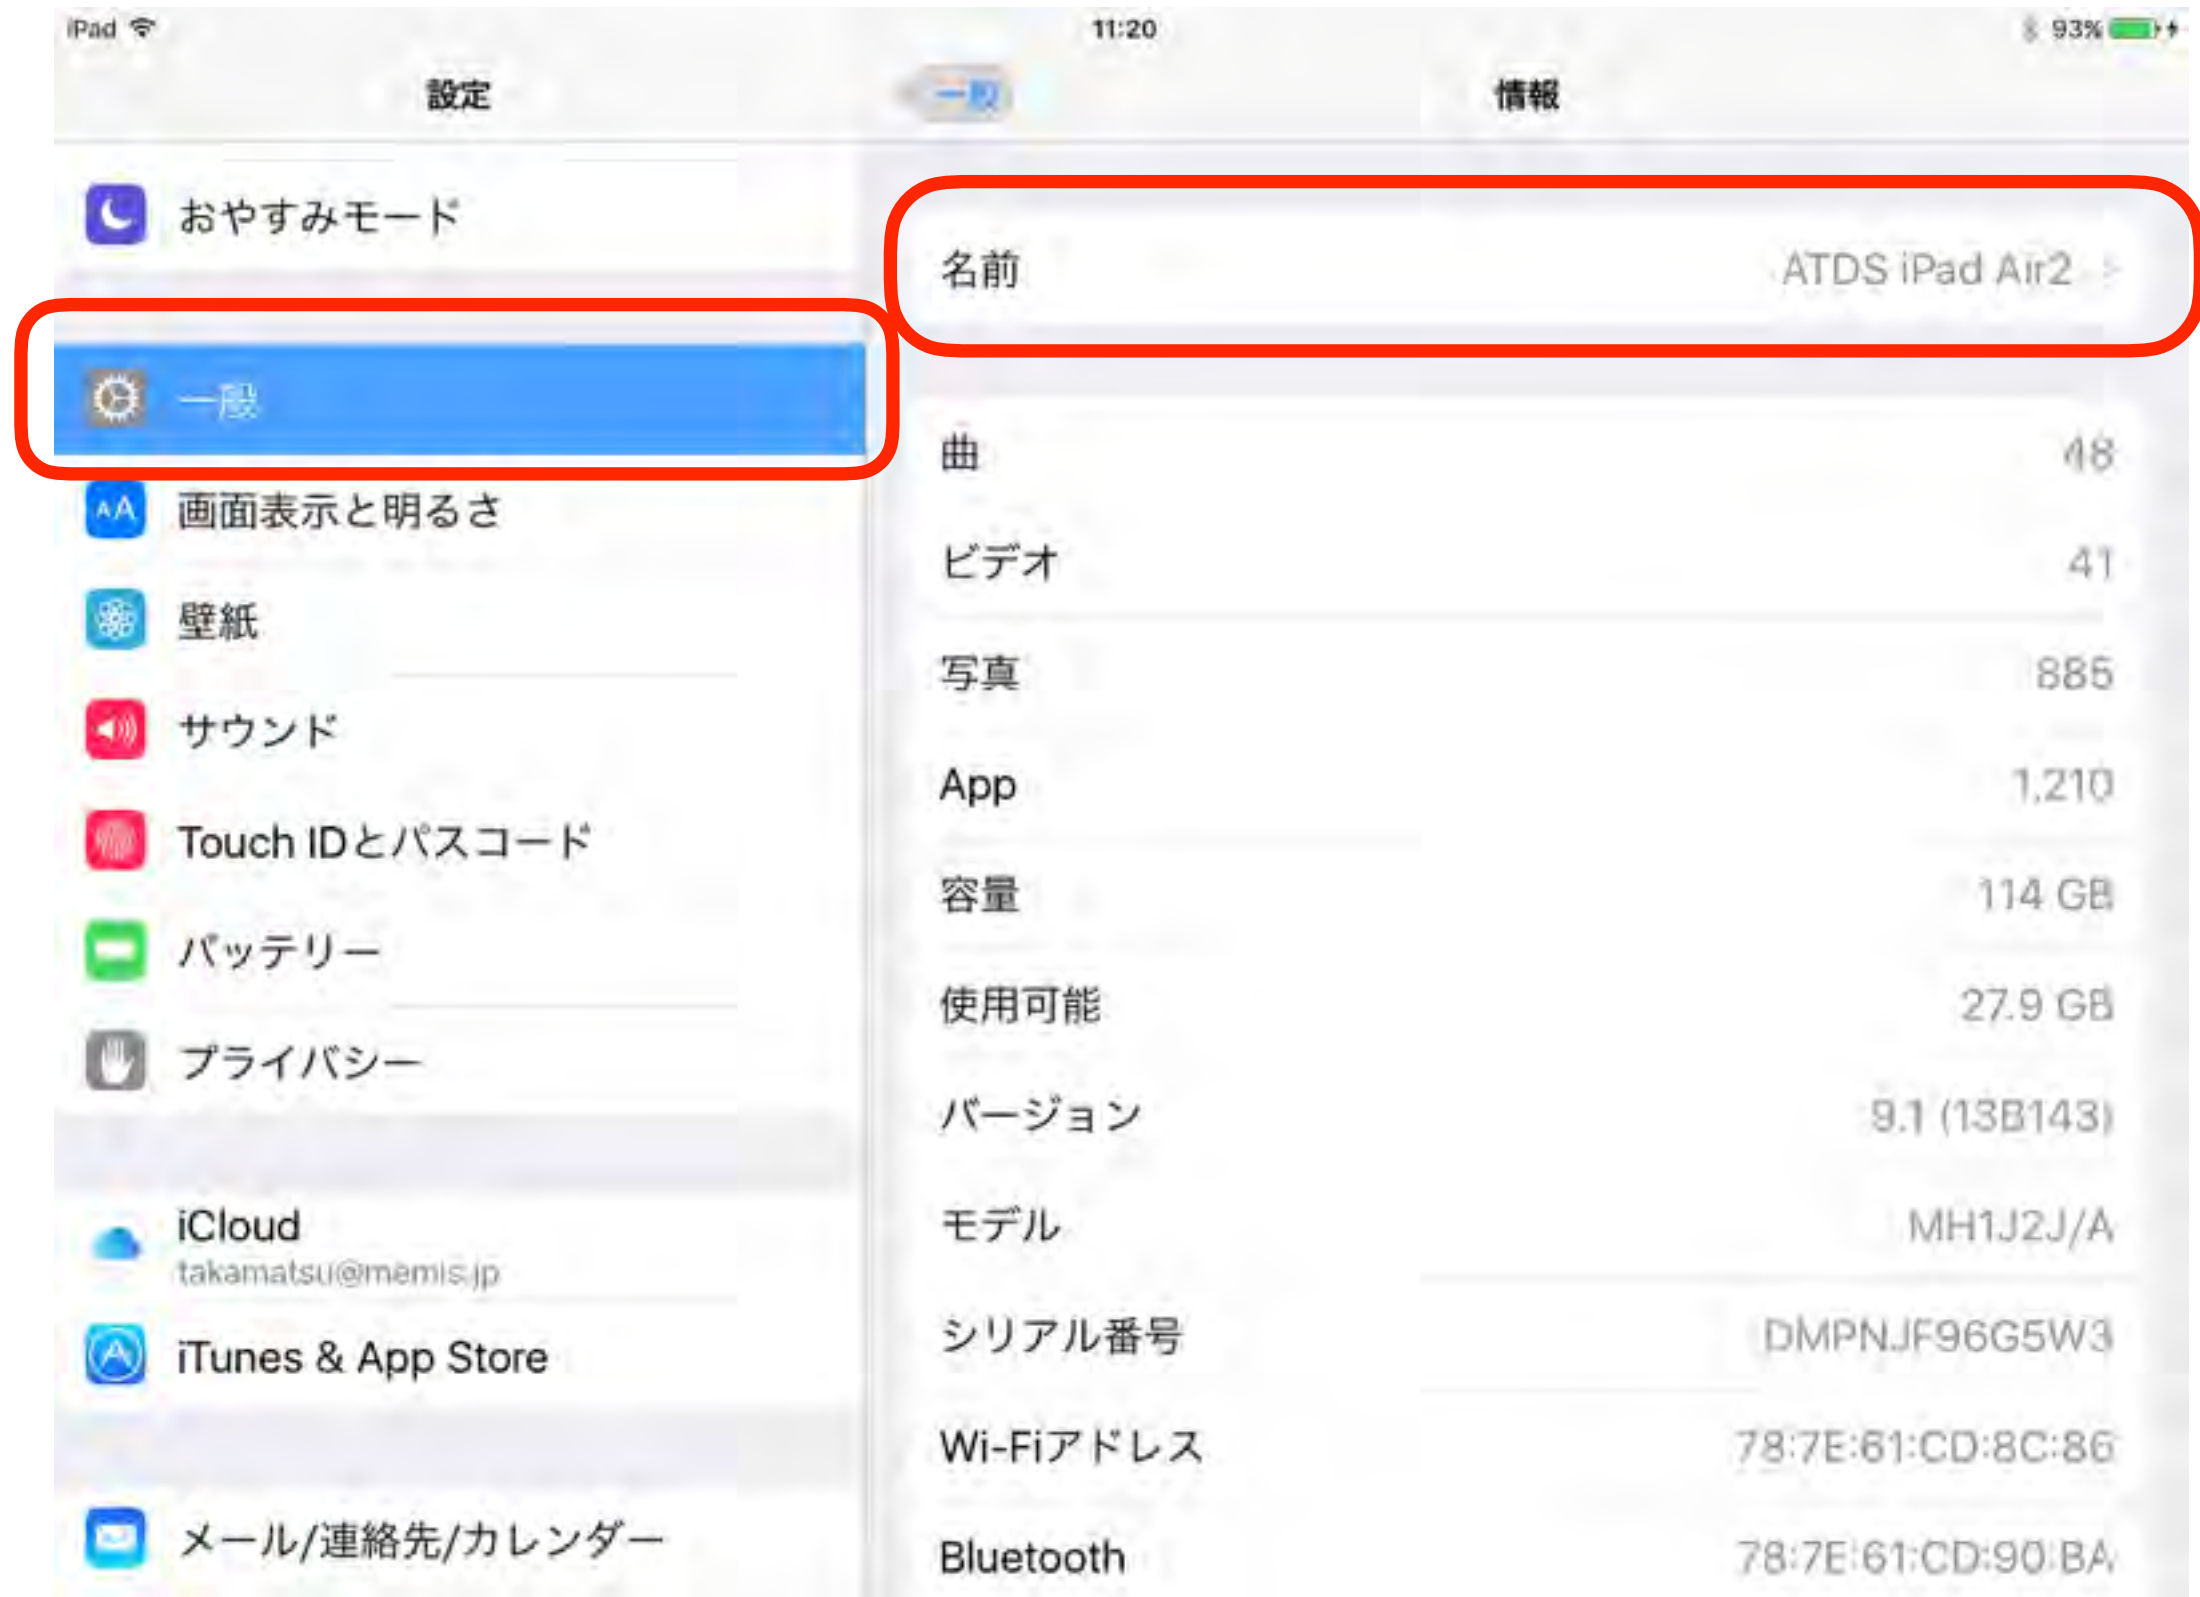 iPad
11:20
93%
設定
一般
情報
おやすみモード
一般
画面表示と明るさ
壁紙
サウンド
Touch IDとパスコード
バッテリー
プライバシー
iCloud
takamatsu@memis.jp
iTunes & App Store
メール/連絡先/カレンダー
名前 ATDS iPad Air2
曲 48
ビデオ 41
写真 885
App 1,210
容量 114 GB
使用可能 27.9 GB
バージョン 9.1 (13B143)
モデル MH1J2J/A
シリアル番号 DMPNJF96G5W3
Wi-Fiアドレス 78:7E:61:CD:8C:86
Bluetooth 78:7E:61:CD:90:BA